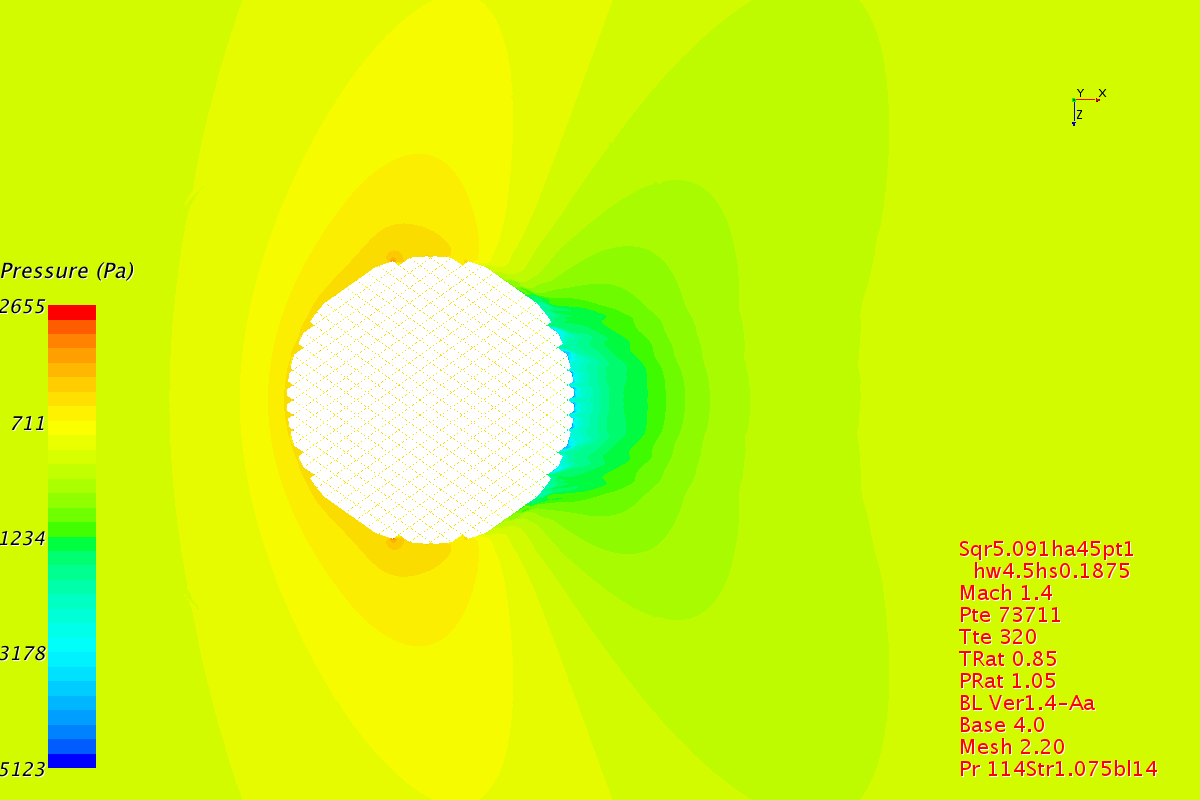 Y X
Z
Pressure (Pa)
2655
711
1234
3178
5123
Sqr5.091ha45pt1
hw4.5hs0.1875
Mach 1.4
Pte 73711
Tte 320
TRat 0.85
PRat 1.05
BL Ver1.4-Aa
Base 4.0
Mesh 2.20
Pr 114Str1.075bl14